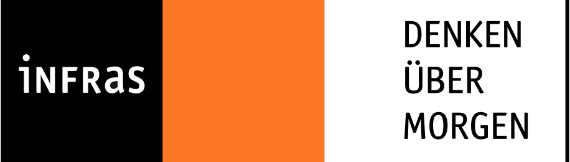 infras
DENKEN
ÜBER
MORGEN